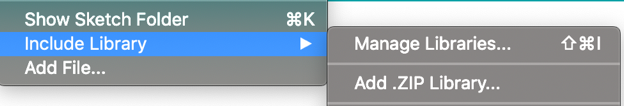 Show Sketch Folder ⌘K
Include Library ▶
Add File...
Manage Libraries... ⇧⌘I
Add .ZIP Library...